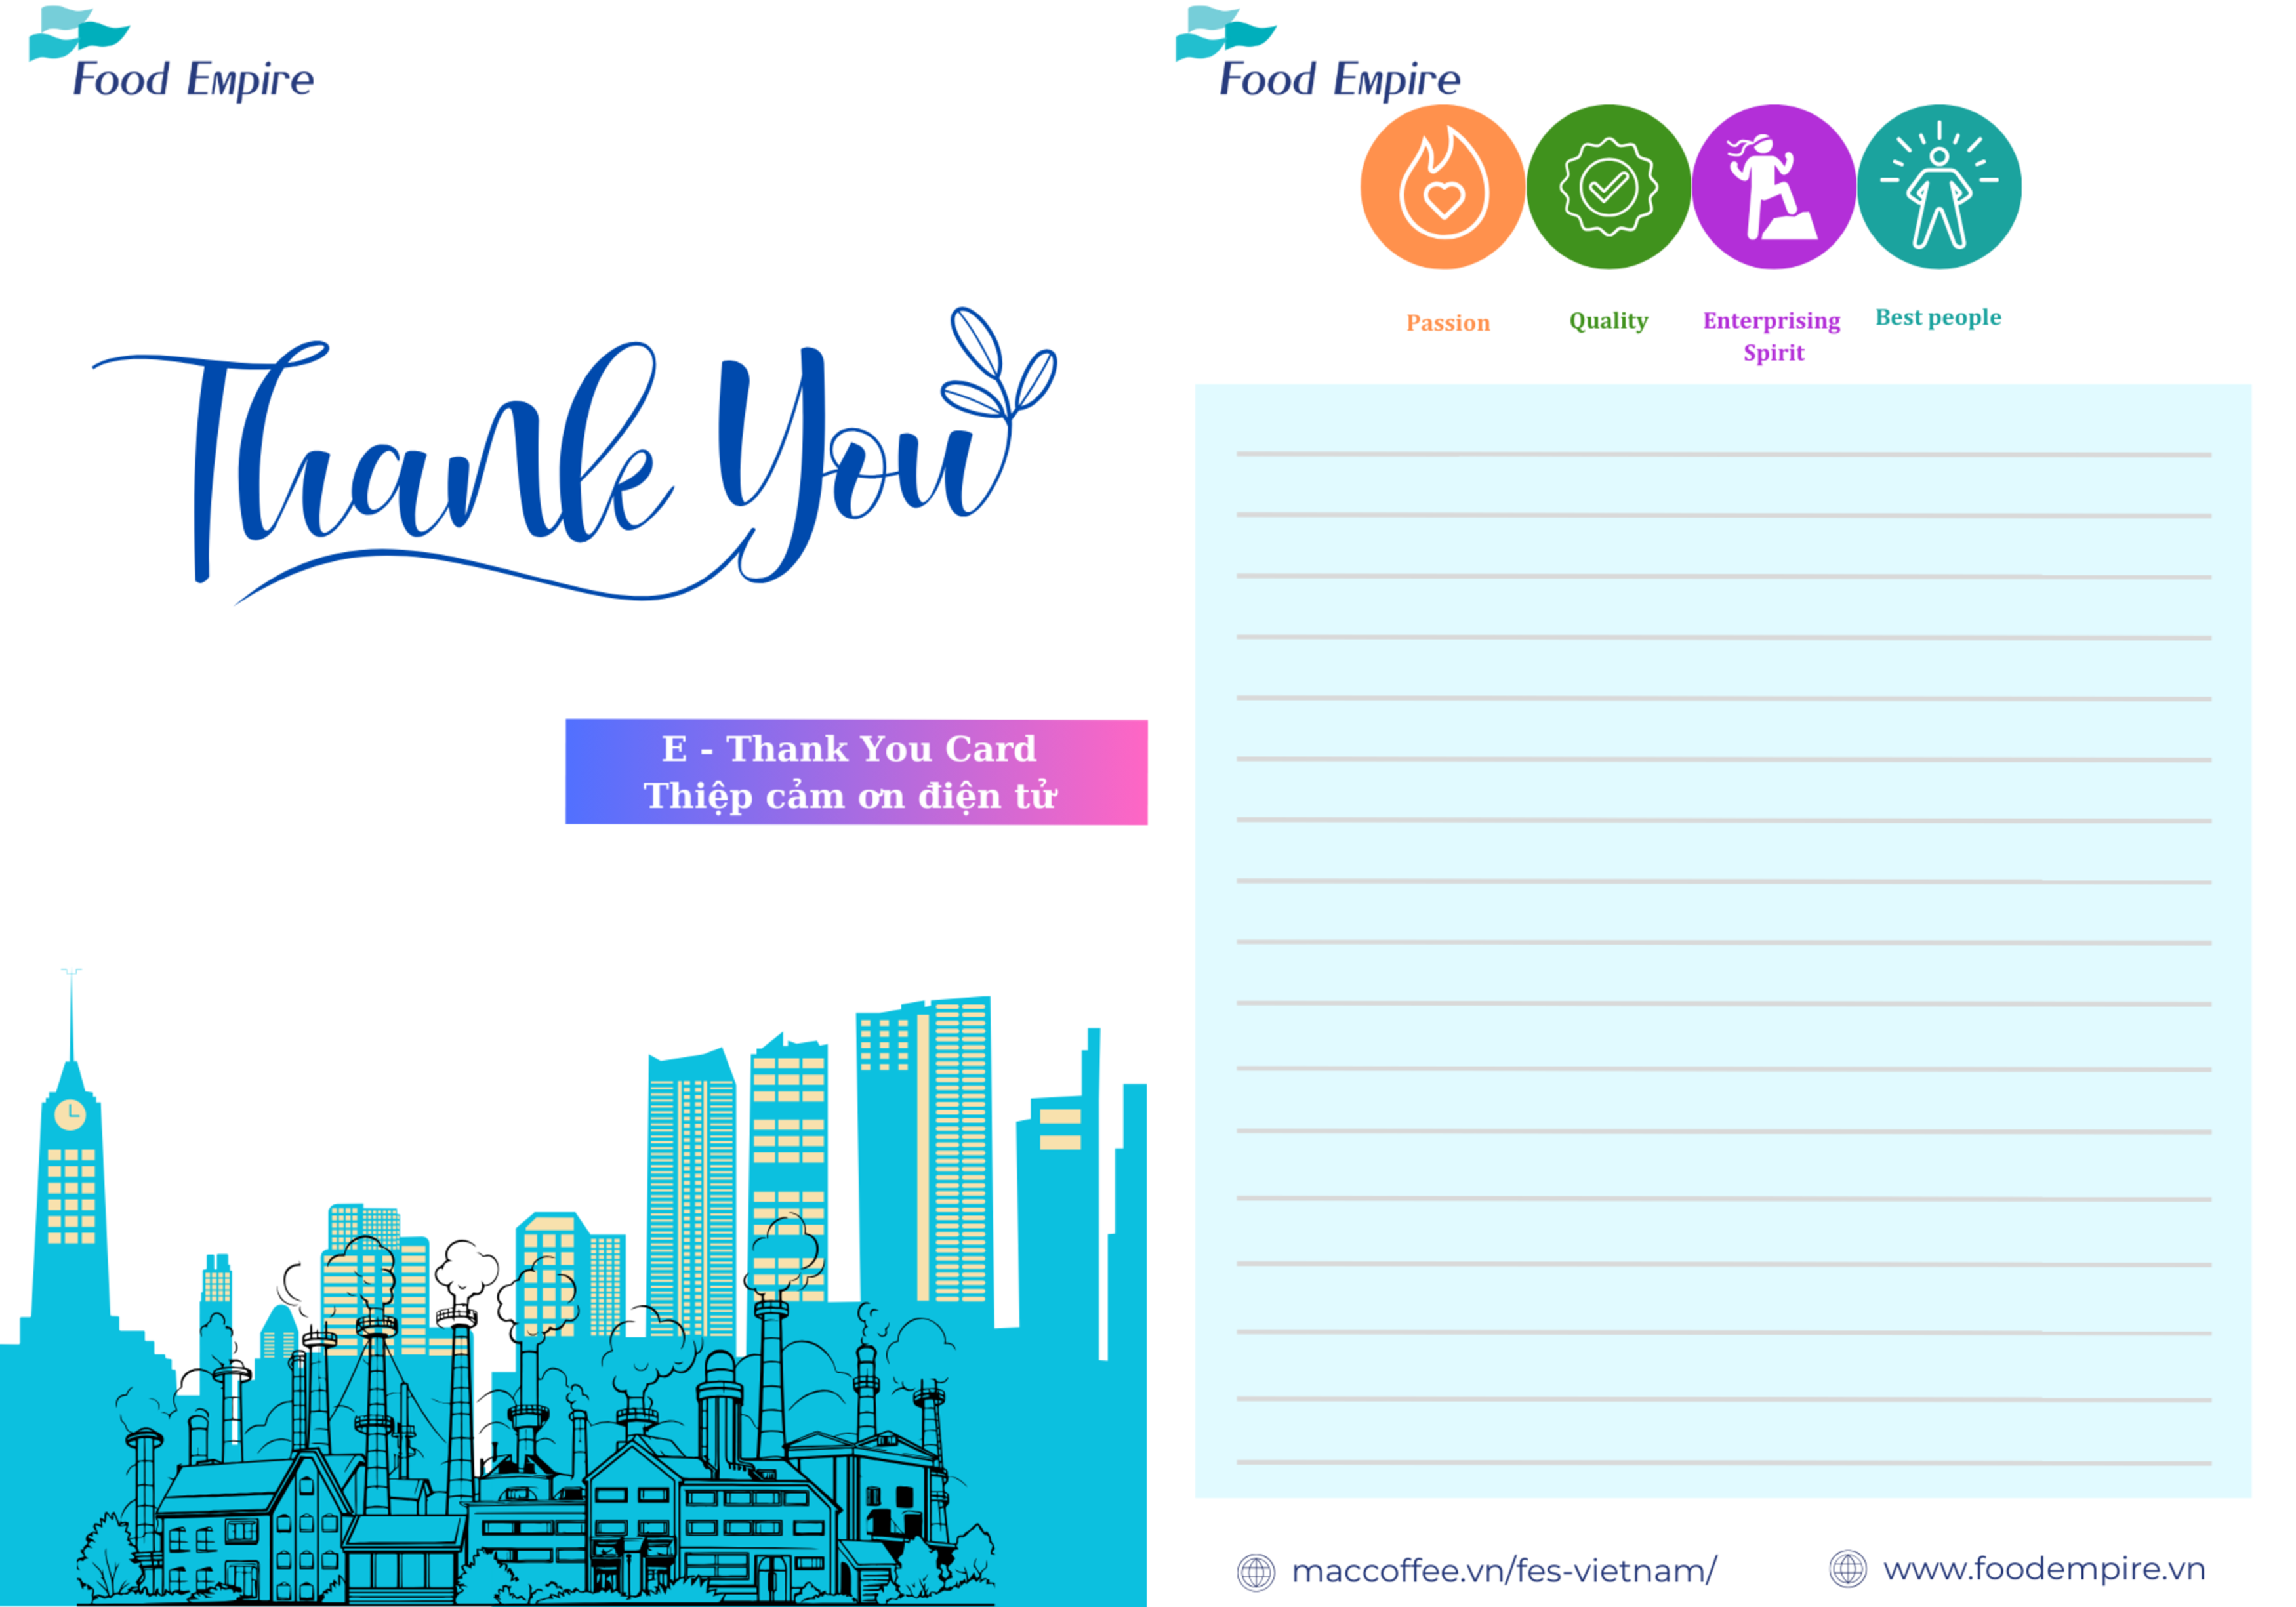 Food Empire
Thank You
E - Thank You Card
Thiệp cảm ơn điện tử
Food Empire
Passion
Quality
Enterprising
Spirit
Best people
maccoffee.vn/fes-vietnam/
www.foodempire.vn